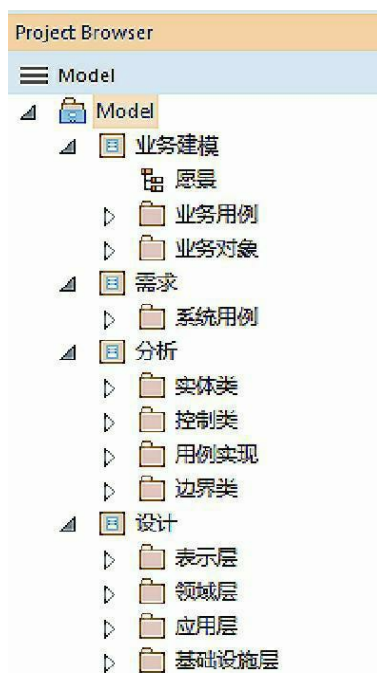 Project Browser
Model
Model
业务建模
愿景
业务用例
业务对象
需求
系统用例
分析
实体类
控制类
用例实现
边界类
设计
表示层
领域层
应用层
基础设施层